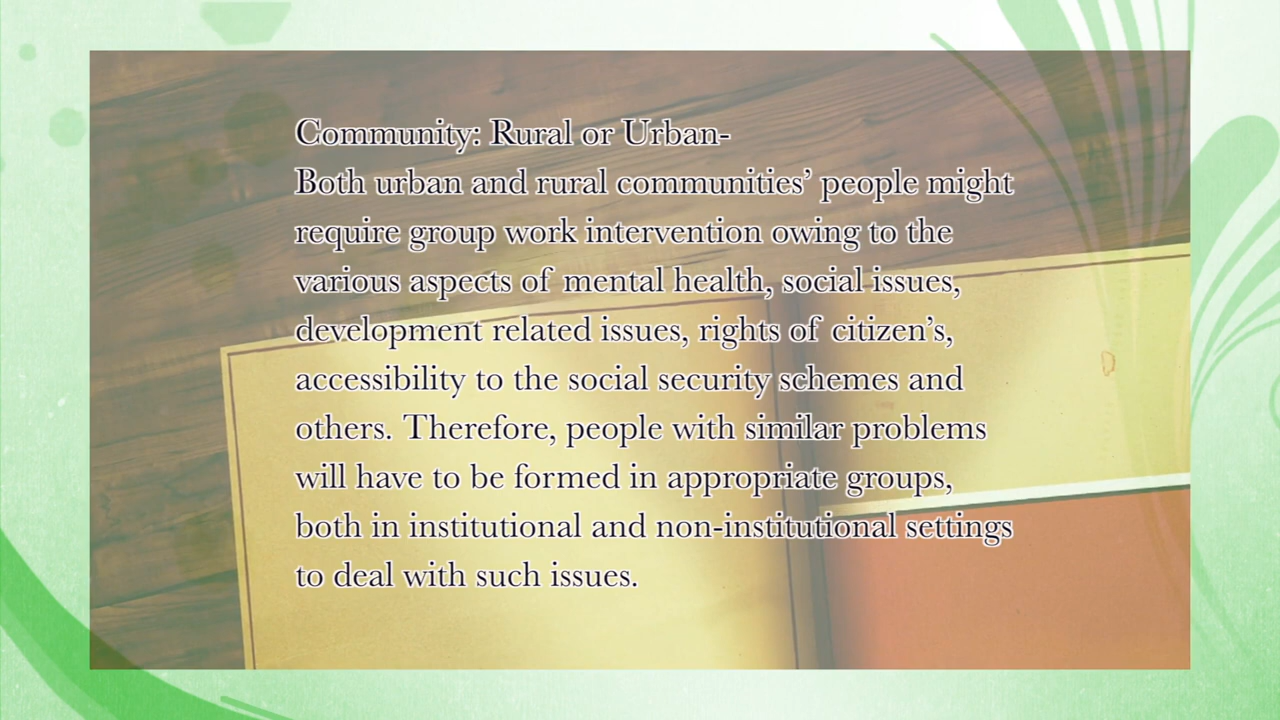 Community: Rural or Urban-
Both urban and rural communities’ people might
require group work intervention owing to the
various aspects of mental health, social issues,
development related issues, rights of citizen’s,
accessibility to the social security schemes and
others. Therefore, people with similar problems
will have to be formed in appropriate groups,
both in institutional and non-institutional settings
to deal with such issues.